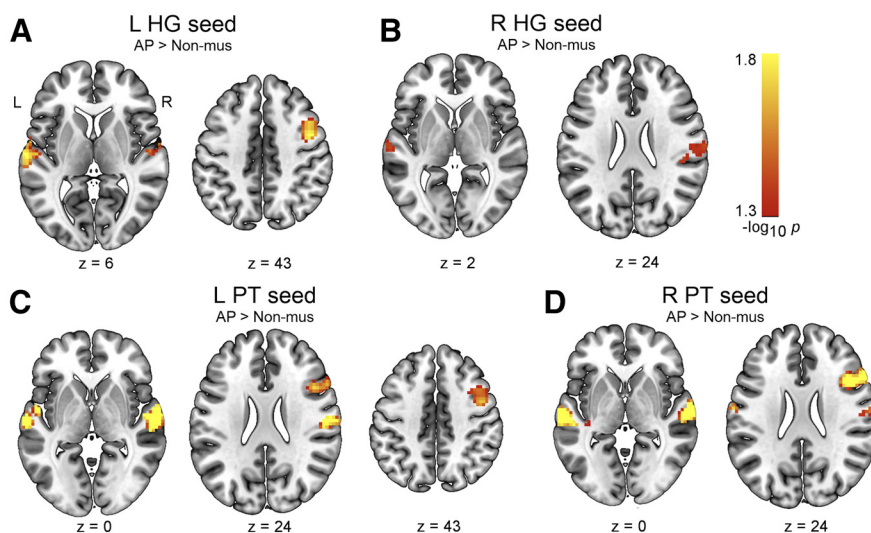 A
L HG seed
AP > Non-mus
L
R
z = 6
z = 43
B
R HG seed
AP > Non-mus
z = 2
z = 24
1.8
1.3
-log10 p
C
L PT seed
AP > Non-mus
z = 0
z = 24
z = 43
D
R PT seed
AP > Non-mus
z = 0
z = 24